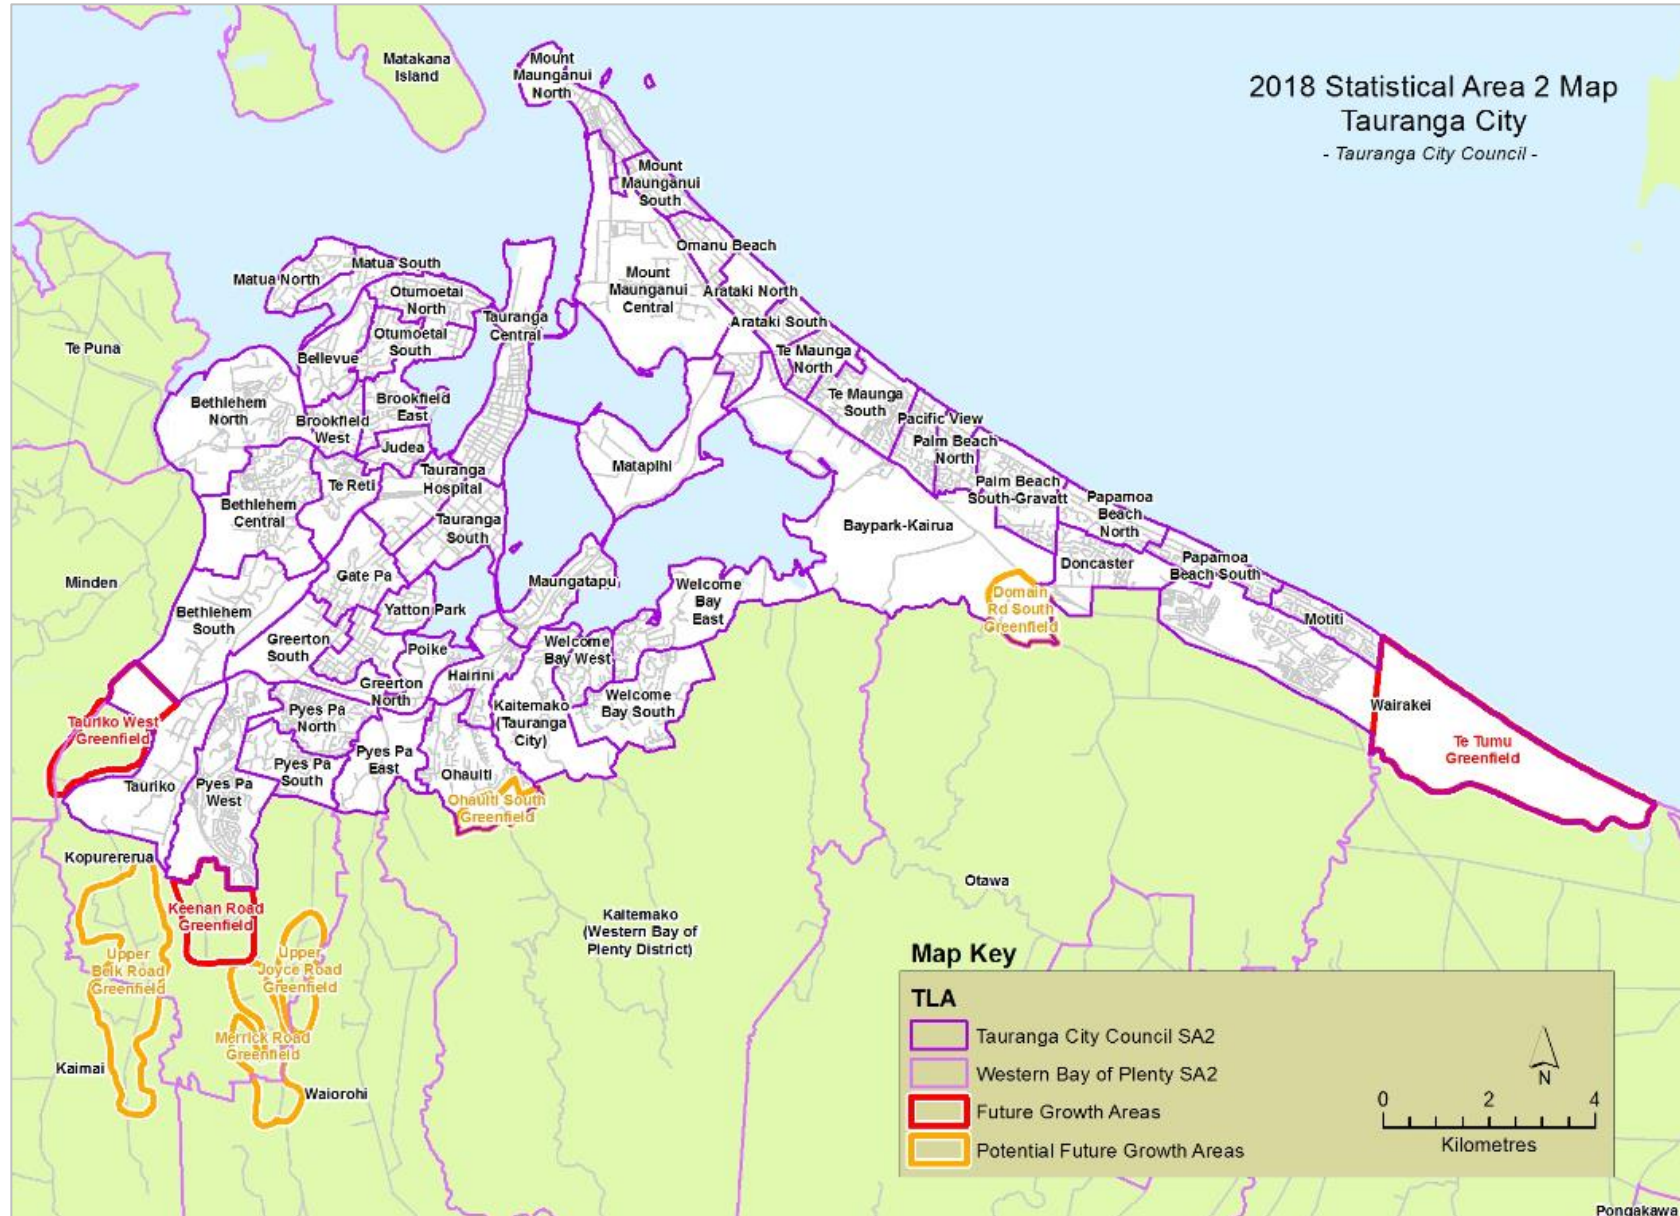 2018 Statistical Area 2 Map
Tauranga City
- Tauranga City Council -
Matakana
Island
Mount
Maunganui
North
Mount
Maunganui
South
Omanu Beach
Matua South
Matua North
Mount
Maunganui
Central
Arataki North
Otumoetai
North
Tauranga
Central
Arataki South
Otumoetai
South
Te Puna
Bellevue
Te Maunga
North
Te Maunga
South
Bethlehem
North
Brookfield
East
Brookfield
West
Pacific View
Judea
Palm Beach
North
Matapihi
Tauranga
Hospital
Te Reti
Palm Beach
South-Gravatt
Bethlehem
Central
Papamoa
Beach
North
Tauranga
South
Baypark-Kairua
Doncaster
Papamoa
Beach South
Minden
Gate Pa
Maungatapu
Welcome
Bay
East
Domain
Rd South
Greenfield
Yatton Park
Bethlehem
South
Motiti
Greerton
South
Poike
Welcome
Bay West
Hairini
Greerton
North
Welcome
Bay South
Kaitemako
(Tauranga
City)
Wairakei
Tauriko West
Greenfield
Pyes Pa
North
Te Tumu
Greenfield
Pyes Pa
East
Pyes Pa
South
Ohauiti
Tauriko
Pyes Pa
West
Ohauiti South
Greenfield
Kopurererua
Otawa
Keenan Road
Greenfield
Kaitemako
(Western Bay of
Plenty District)
Upper
Belk Road
Greenfield
Upper
Joyce Road
Greenfield
Merrick Road
Greenfield
Kaimai
Waiorohi
Map Key
TLA
Tauranga City Council SA2
Western Bay of Plenty SA2
Future Growth Areas
Potential Future Growth Areas
N
0 2 4
Kilometres
Pongakawa